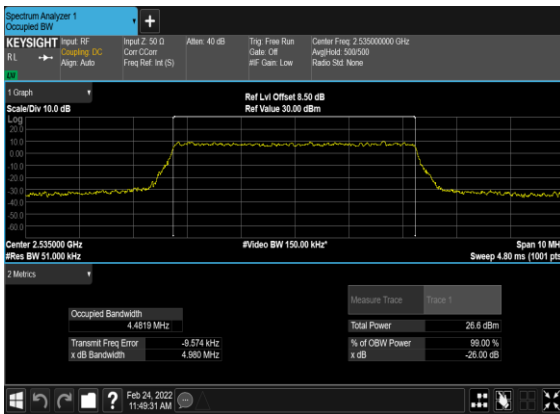 Spectrum Analyzer 1
Occupied BW
KEYSIGHT Input: RF Input Z: 50 Ω Atten: 40 dB Trig: Free Run Center Freq: 2.535000000 GHz
RL Coupling: DC Corr CCorr Gate: Off Avg|Hold: 500/500
Align: Auto Freq Ref: Int (S) #IF Gain: Low Radio Std: None
LV
1 Graph
Scale/Div 10.0 dB Ref Lvl Offset 8.50 dB
Ref Value 30.00 dBm
Log
20.0
10.0
0.00
-10.0
-20.0
-30.0
-40.0
-50.0
-60.0
Center 2.535000 GHz #Video BW 150.00 kHz* Span 10 MH
#Res BW 51.000 kHz Sweep 4.80 ms (1001 pts
2 Metrics
Measure Trace Trace 1
Occupied Bandwidth
4.4819 MHz Total Power 26.6 dBm
Transmit Freq Error -9.574 kHz % of OBW Power 99.00 %
x dB Bandwidth 4.980 MHz x dB -26.00 dB
Feb 24, 2022
11:49:31 AM